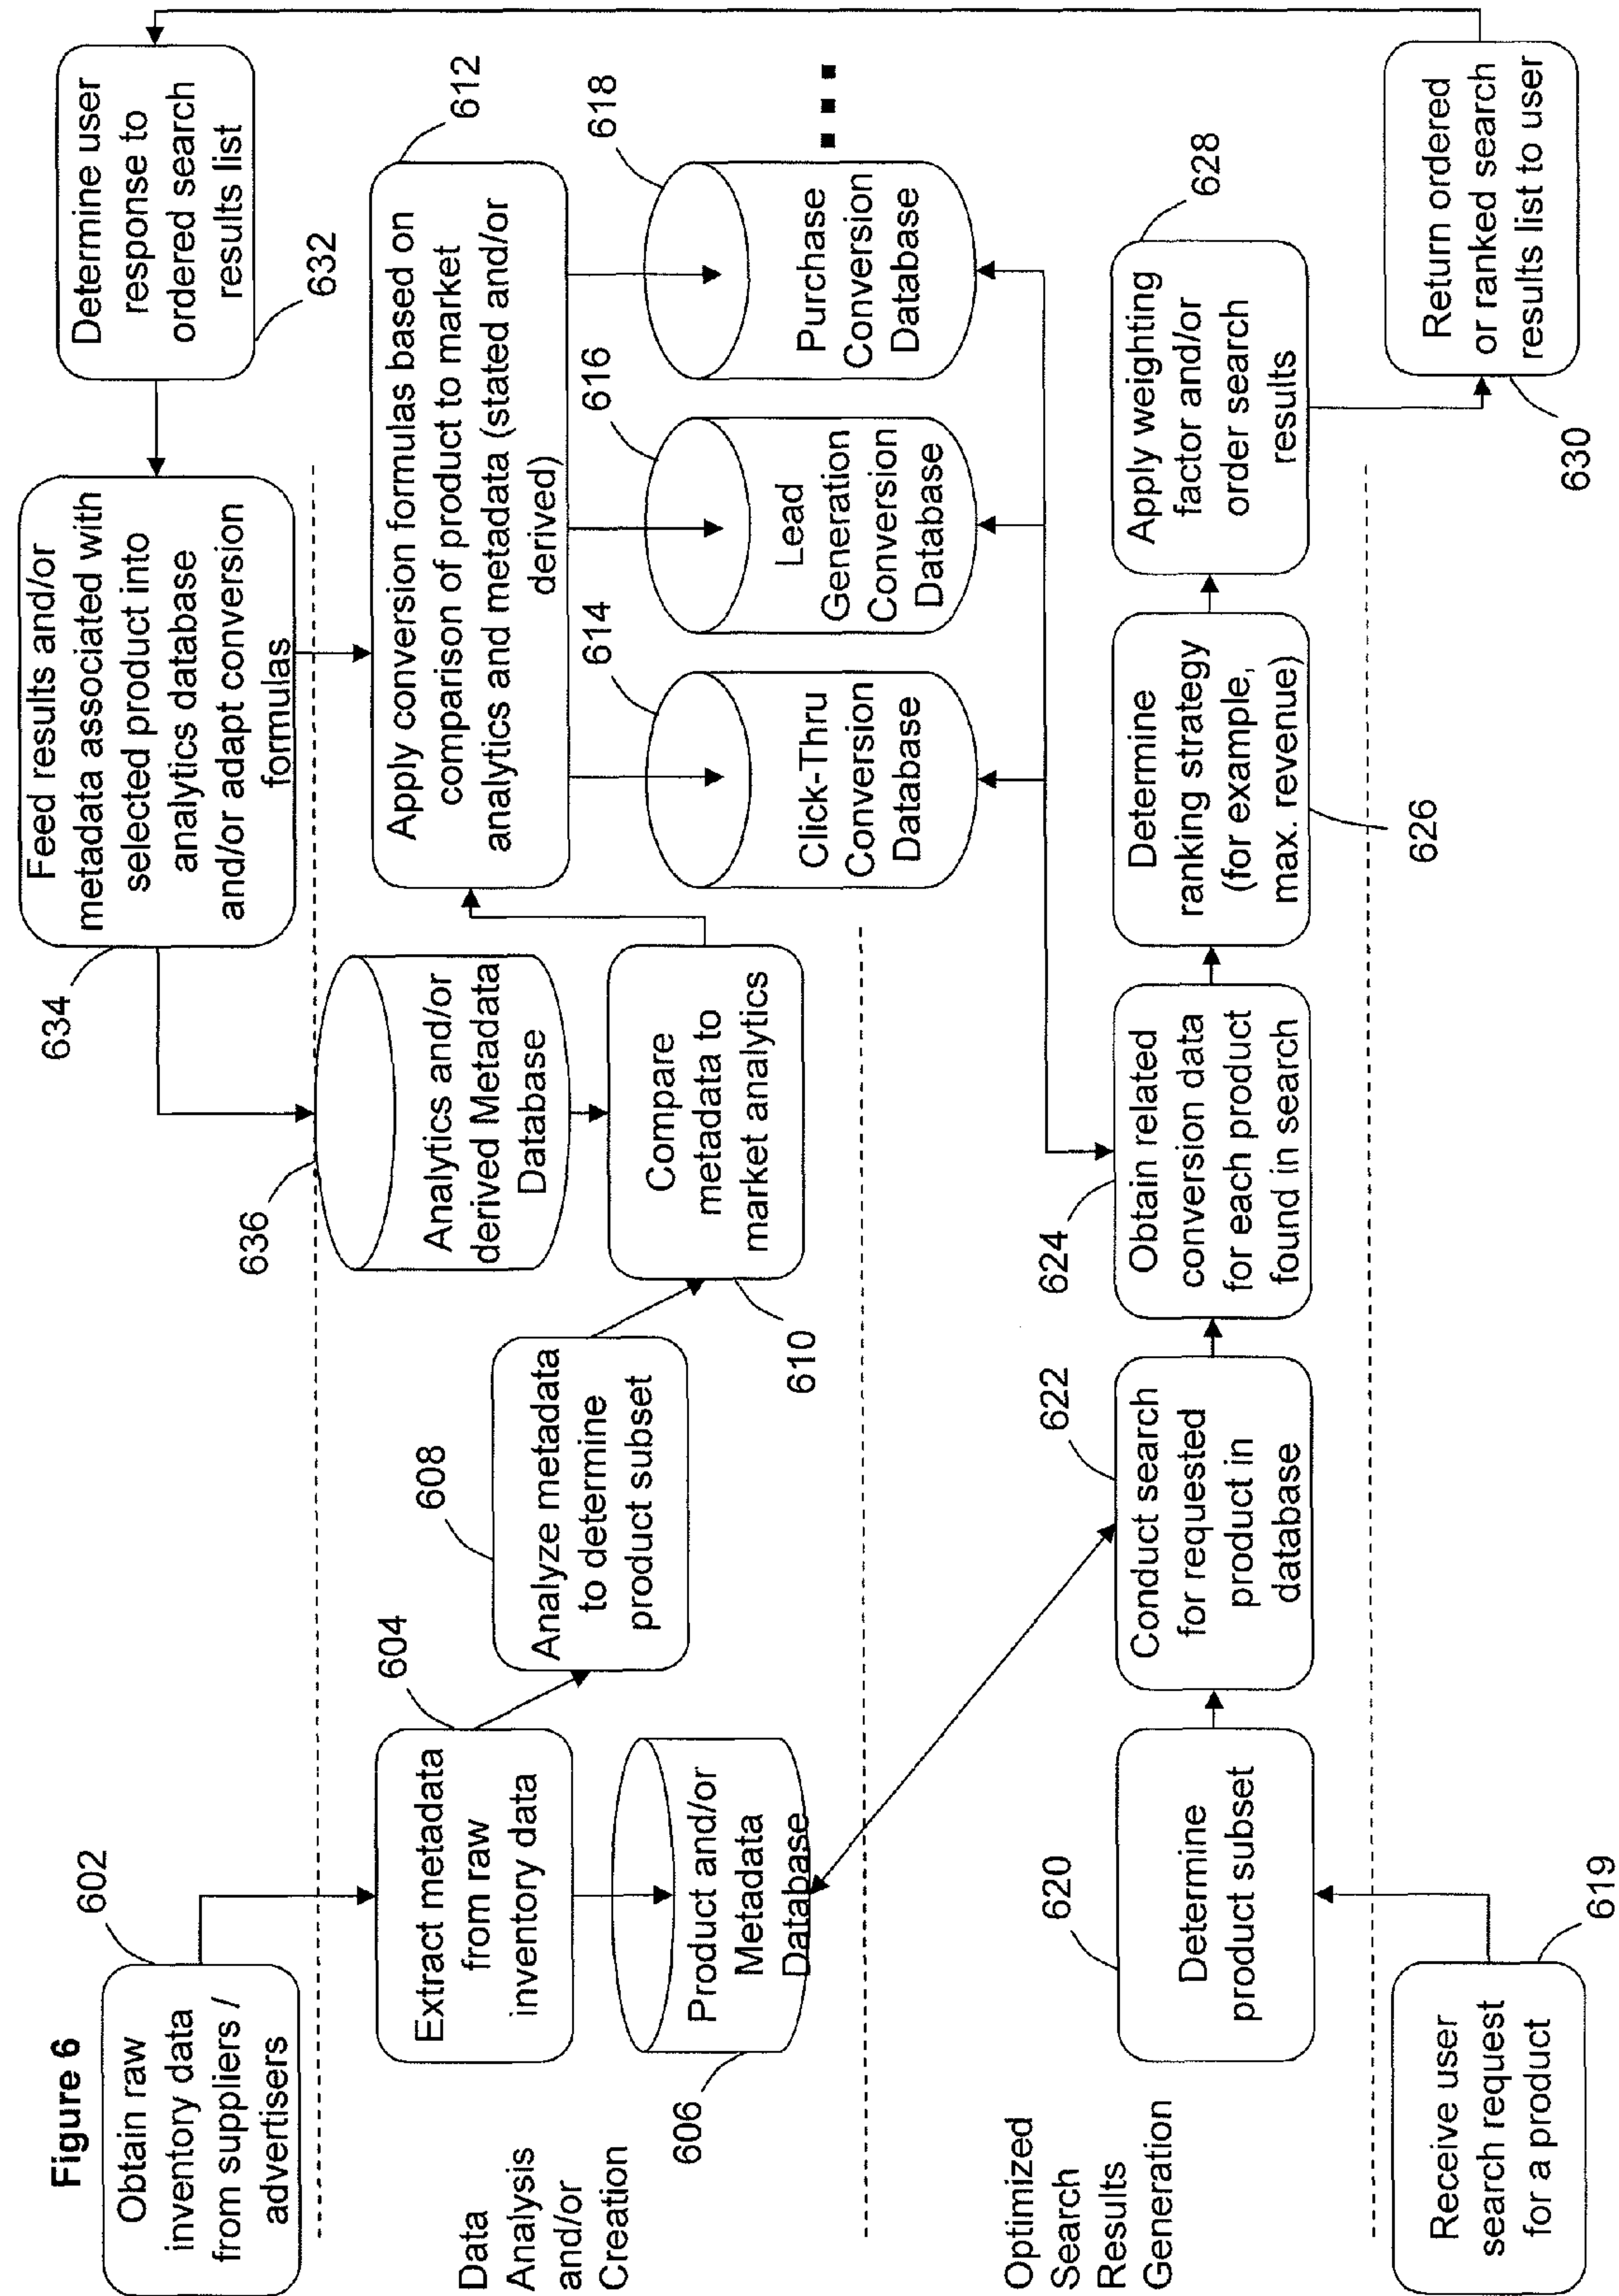 Figure 6
Obtain raw
inventory data
from suppliers /
advertisers
602
Feed results and/or
metadata associated with
selected product into
analytics database
and/or adapt conversion
formulas
634
Determine user
response to
ordered search
results list
632
Data
Analysis
and/or
Creation
Extract metadata
from raw
inventory data
604
Product and/or
Metadata
Database
606
Analyze metadata
to determine
product subset
608
Analytics and/or
derived Metadata
Database
636
Compare
metadata to
market analytics
610
Apply conversion formulas based on
comparison of product to market
analytics and metadata (stated and/or
derived)
612
Click-Thru
Conversion
Database
614
Lead
Generation
Conversion
Database
616
Purchase
Conversion
Database
618
Optimized
Search
Results
Generation
Determine
product subset
620
Conduct search
for requested
product in
database
622
Obtain related
conversion data
for each product
found in search
624
Determine
ranking strategy
(for example,
max. revenue)
626
Apply weighting
factor and/or
order search
results
628
Receive user
search request
for a product
619
Return ordered
or ranked search
results list to user
630